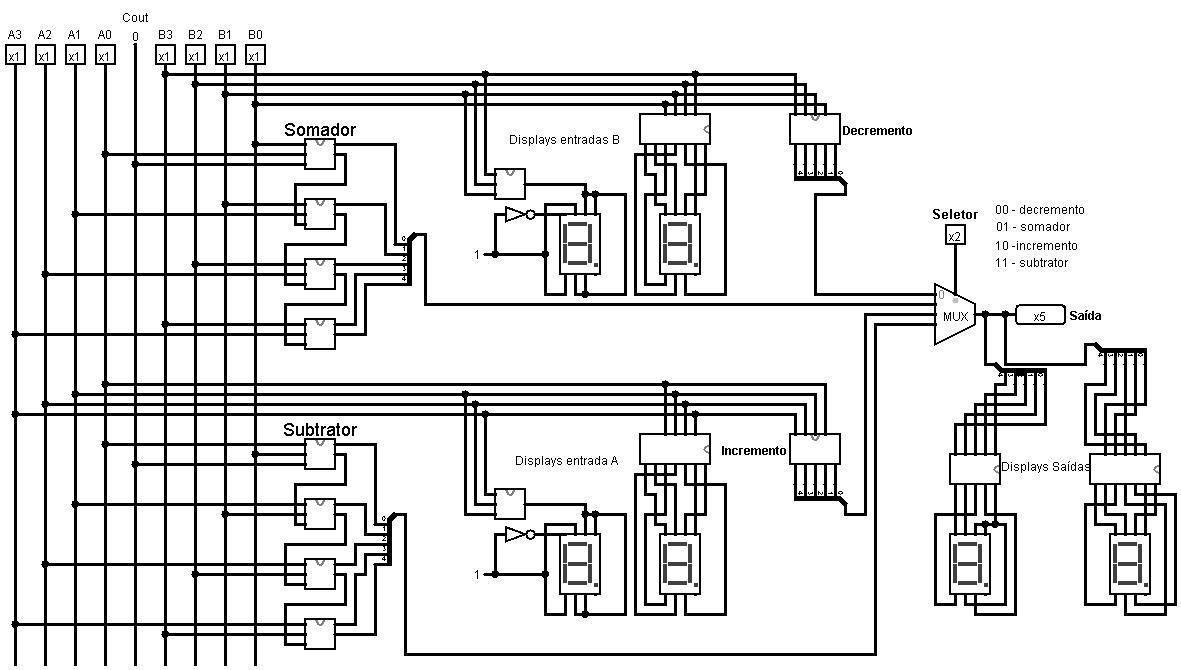 Cout
A3 A2 A1 A0 0 B3 B2 B1 B0
x1 x1 x1 x1 x1 x1 x1 x1
Somador
Displays entradas B
Decremento
1
Seletor
x2
00 - decremento
01 - somador
10 -incremento
11 - subtrator
0
MUX
x5
Saída
Subtrator
Displays entrada A
Incremento
1
Displays Saídas